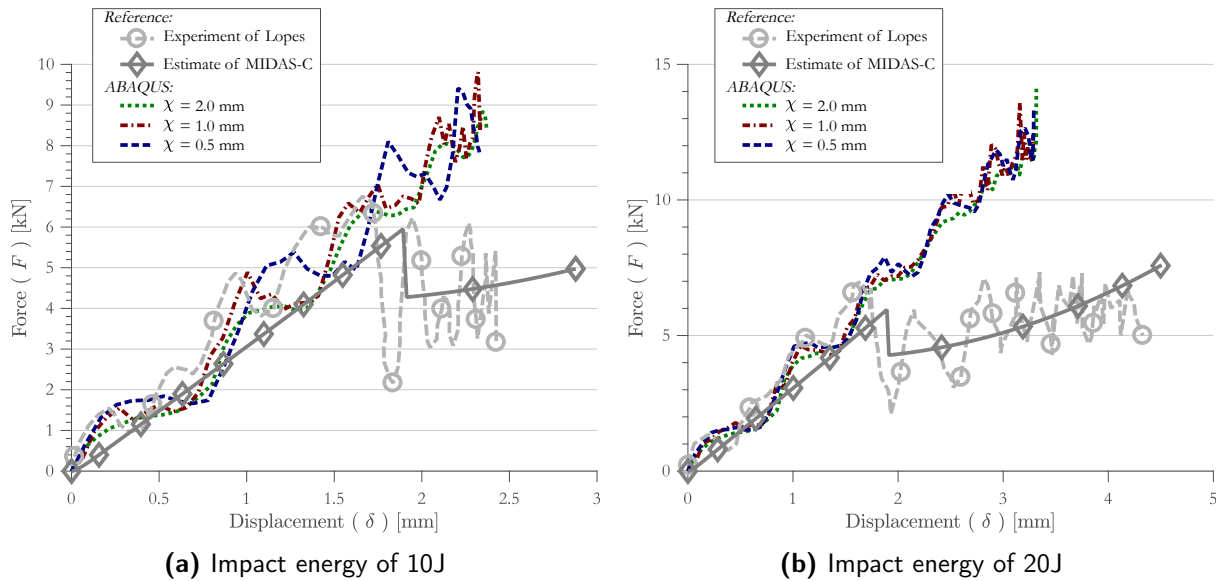 Reference:
Experiment of Lopes
Estimate of MIDAS-C
ABAQUS:
χ = 2.0 mm
χ = 1.0 mm
χ = 0.5 mm
10
9
8
7
6
5
4
3
2
1
0
Force ( F ) [kN]
0 0.5 1 1.5 2 2.5 3
Displacement ( δ ) [mm]
(a) Impact energy of 10J
Reference:
Experiment of Lopes
Estimate of MIDAS-C
ABAQUS:
χ = 2.0 mm
χ = 1.0 mm
χ = 0.5 mm
15
10
5
0
Force ( F ) [kN]
0 1 2 3 4 5
Displacement ( δ ) [mm]
(b) Impact energy of 20J